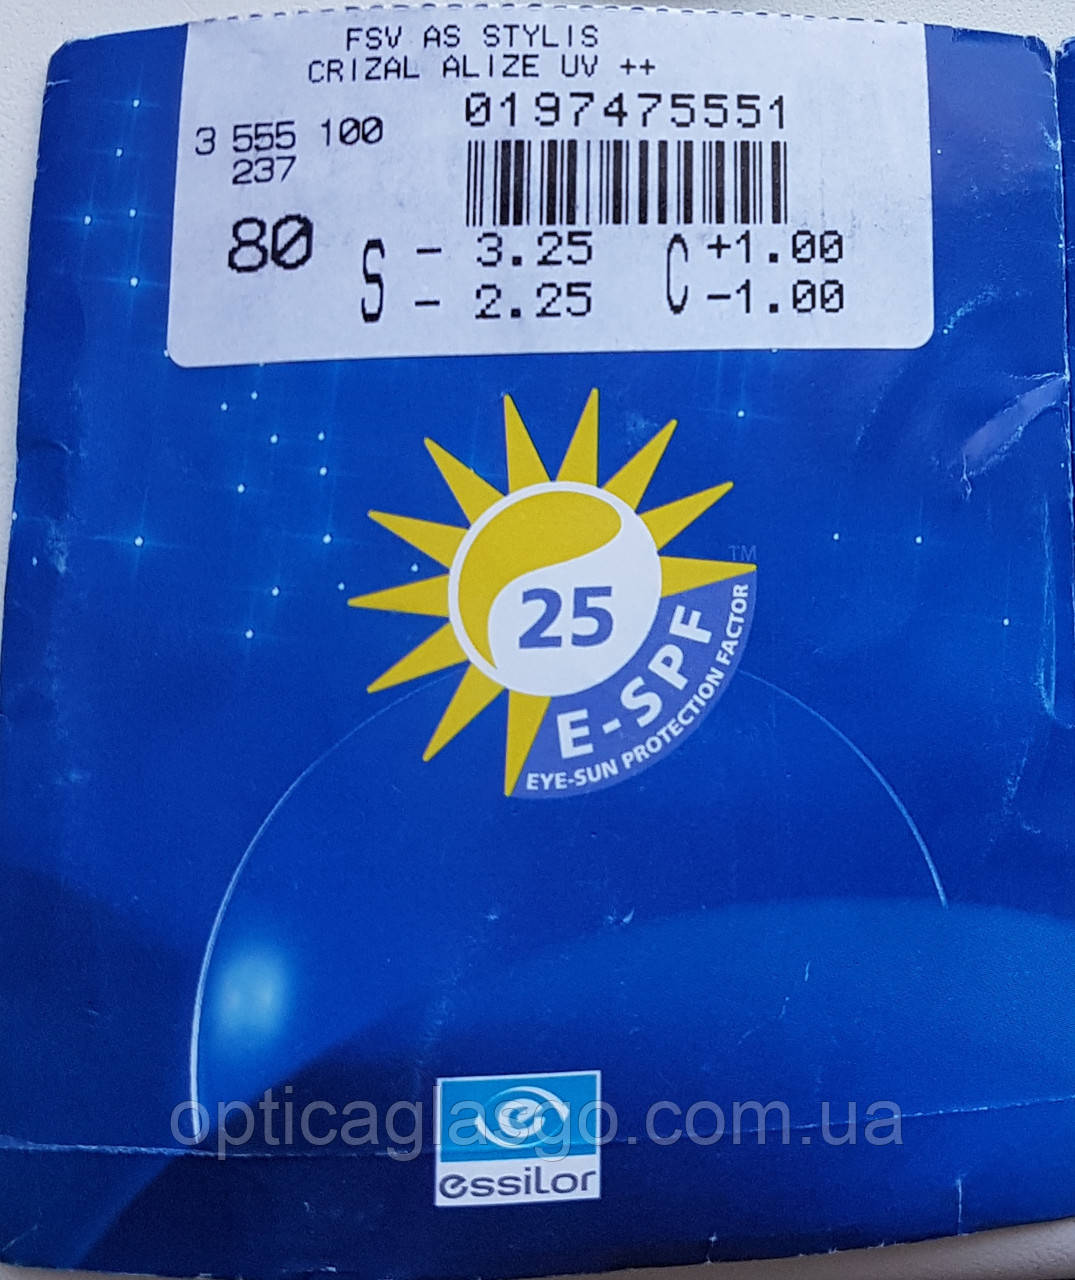 FSV AS STYLIS
CRIZAL ALIZE UV ++
0197475551
3 555 100
237
80
S - 3.25 C +1.00
- 2.25 -1.00
TM
25
E-SPF
EYE-SUN PROTECTION FACTOR
opticaglasgo.com.ua
essilor